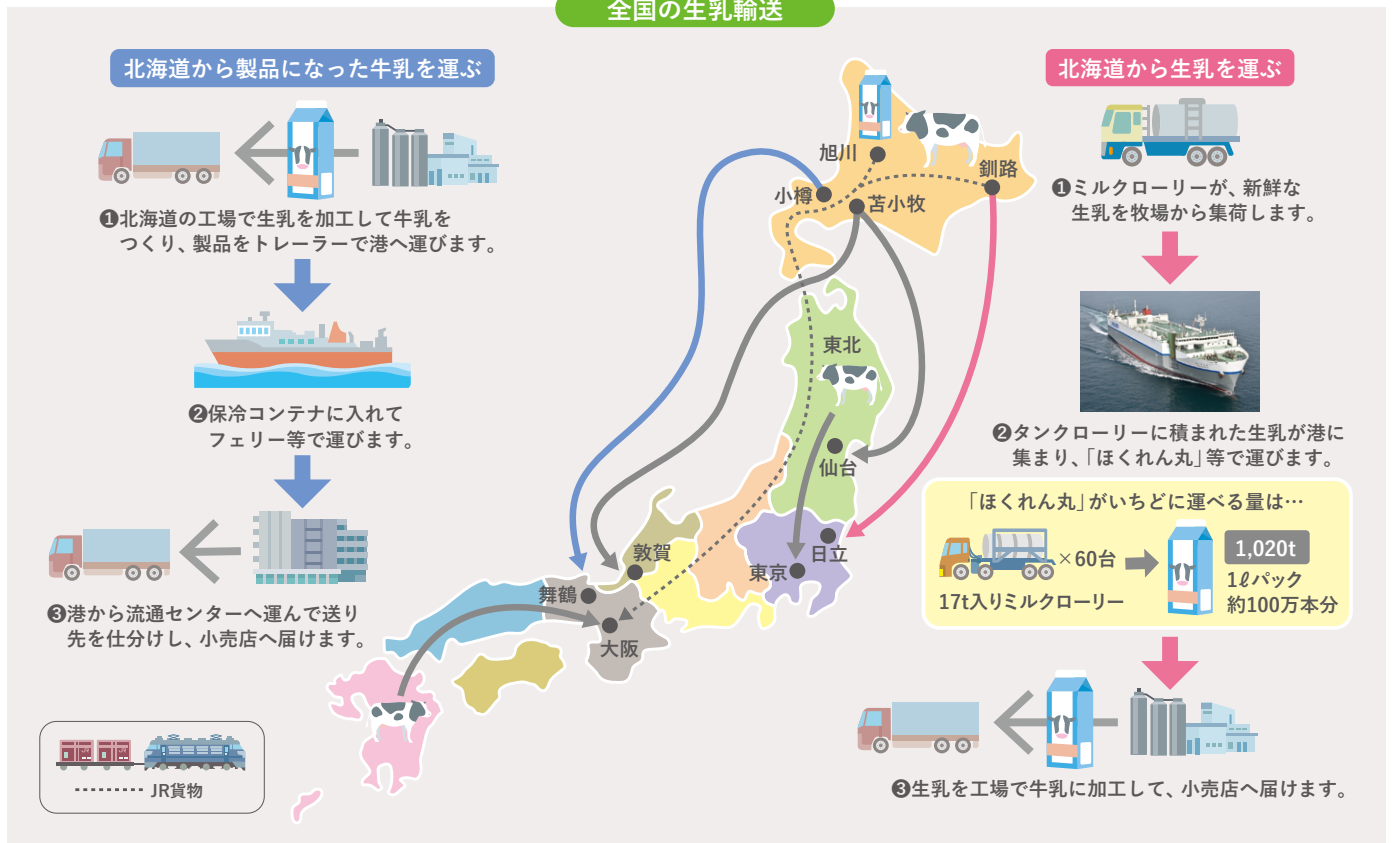 全国の生乳輸送
北海道から製品になった牛乳を運ぶ
❶北海道の工場で生乳を加工して牛乳を
つくり、製品をトレーラーで港へ運びます。
❷保冷コンテナに入れて
フェリー等で運びます。
❸港から流通センターへ運んで送り
先を仕分けし、小売店へ届けます。
JR貨物
旭川
釧路
小樽
苫小牧
東北
仙台
日立
東京
敦賀
舞鶴
大阪
北海道から生乳を運ぶ
❶ミルクローリーが、新鮮な
生乳を牧場から集荷します。
❷タンクローリーに積まれた生乳が港に
集まり、「ほくれん丸」等で運びます。
「ほくれん丸」がいちどに運べる量は…
×60台
17t入りミルクローリー
1,020t
1ℓパック
約100万本分
❸生乳を工場で牛乳に加工して、小売店へ届けます。